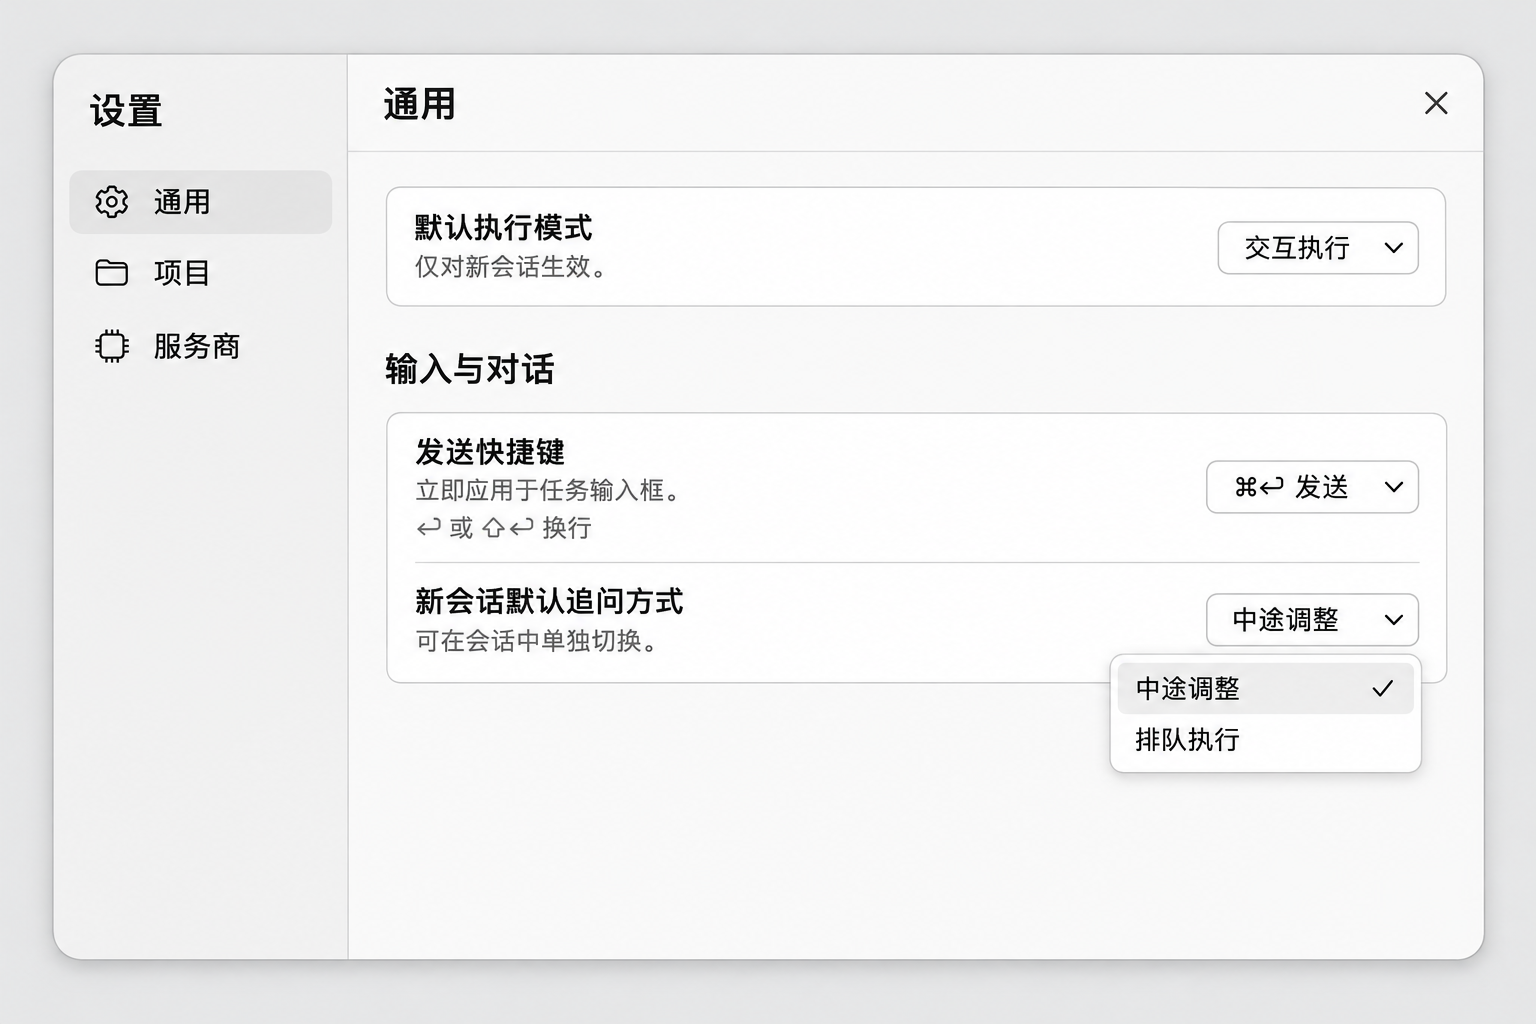 设置
通用
项目
服务商
通用
默认执行模式
仅对新会话生效。
交互执行
输入与对话
发送快捷键
立即应用于任务输入框。
↩ 或 ⇧↩ 换行
⌘↩ 发送
新会话默认追问方式
可在会话中单独切换。
中途调整
中途调整
排队执行